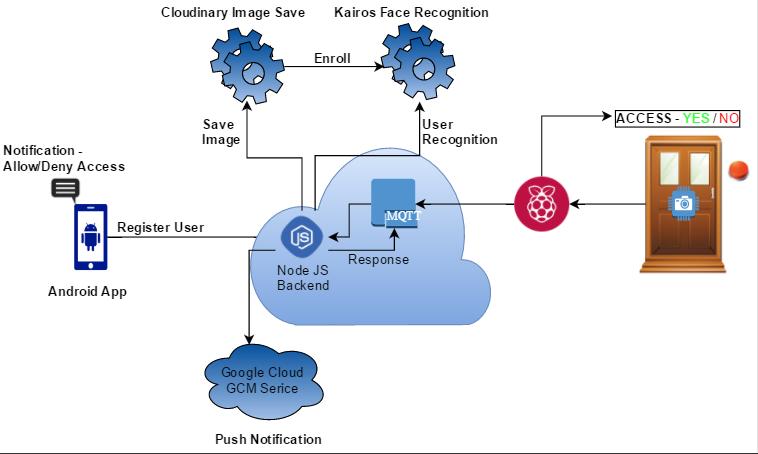 Cloudinary Image Save
Kairos Face Recognition
Enroll
ACCESS - YES / NO
Save
Image
User
Recognition
Notification -
Allow/Deny Access
MQTT
Register User
JS
Node JS
Backend
Response
Android App
Google Cloud
GCM Serice
Push Notification